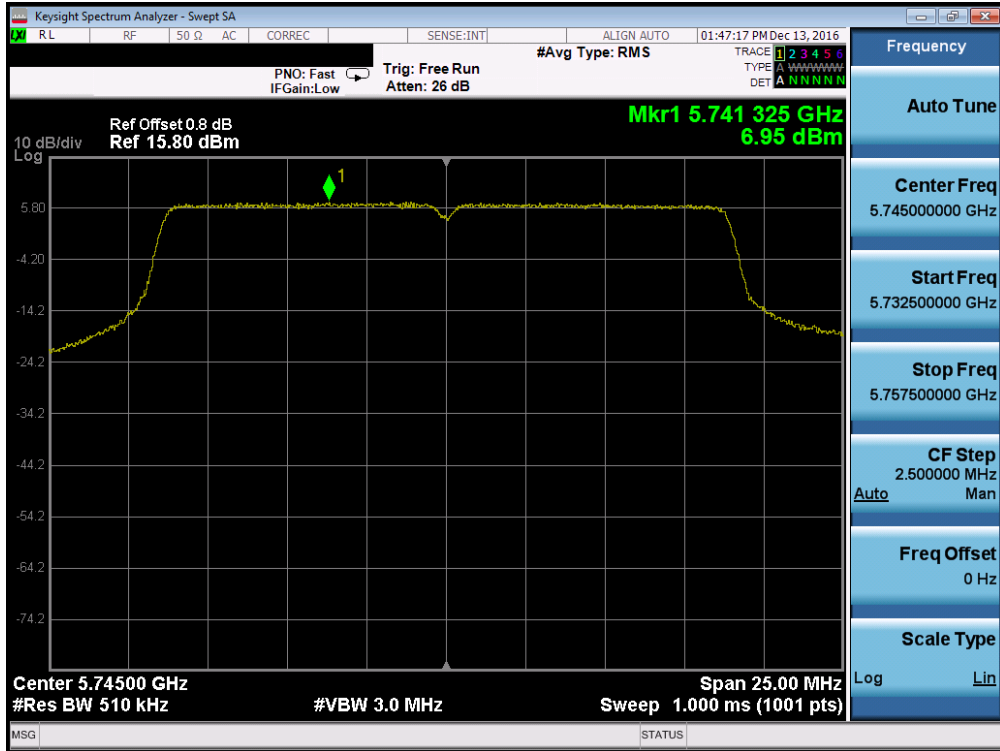 Keysight Spectrum Analyzer - Swept SA
LXI RL RF 50 Ω AC CORREC SENSE:INT ALIGN AUTO 01:47:17 PM Dec 13, 2016
#Avg Type: RMS TRACE 1 2 3 4 5 6
PNO: Fast Trig: Free Run TYPE A WWWWW
IFGain:Low Atten: 26 dB DET A N N N N N
Mkr1 5.741 325 GHz
6.95 dBm
Ref Offset 0.8 dB
10 dB/div Ref 15.80 dBm
Log
1
5.80
-4.20
-14.2
-24.2
-34.2
-44.2
-54.2
-64.2
-74.2
Center 5.74500 GHz Span 25.00 MHz
#Res BW 510 kHz #VBW 3.0 MHz Sweep 1.000 ms (1001 pts)
MSG STATUS
Frequency
Auto Tune
Center Freq
5.745000000 GHz
Start Freq
5.732500000 GHz
Stop Freq
5.757500000 GHz
CF Step
2.500000 MHz
Auto Man
Freq Offset
0 Hz
Scale Type
Log Lin